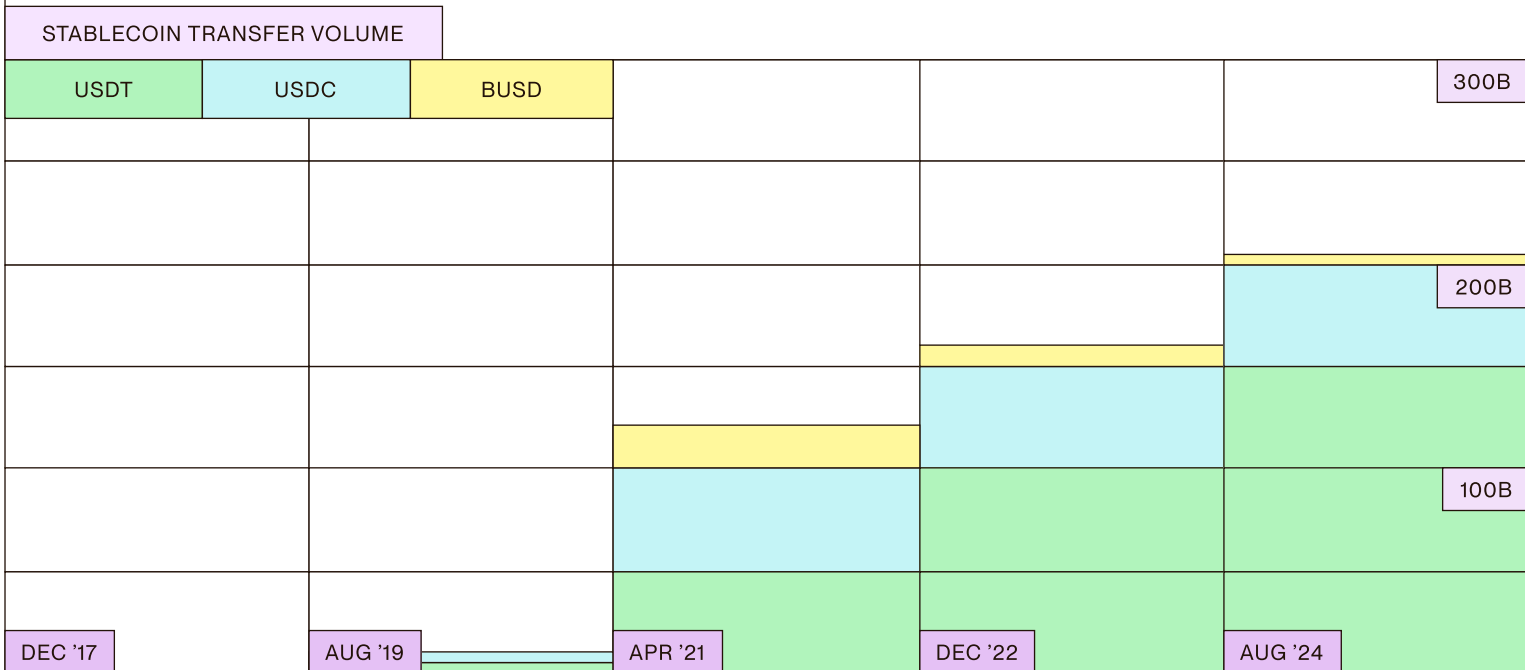 STABLECOIN TRANSFER VOLUME
USDT USDC BUSD
300B
200B
100B
DEC ’17 AUG ’19 APR ’21 DEC ’22 AUG ’24